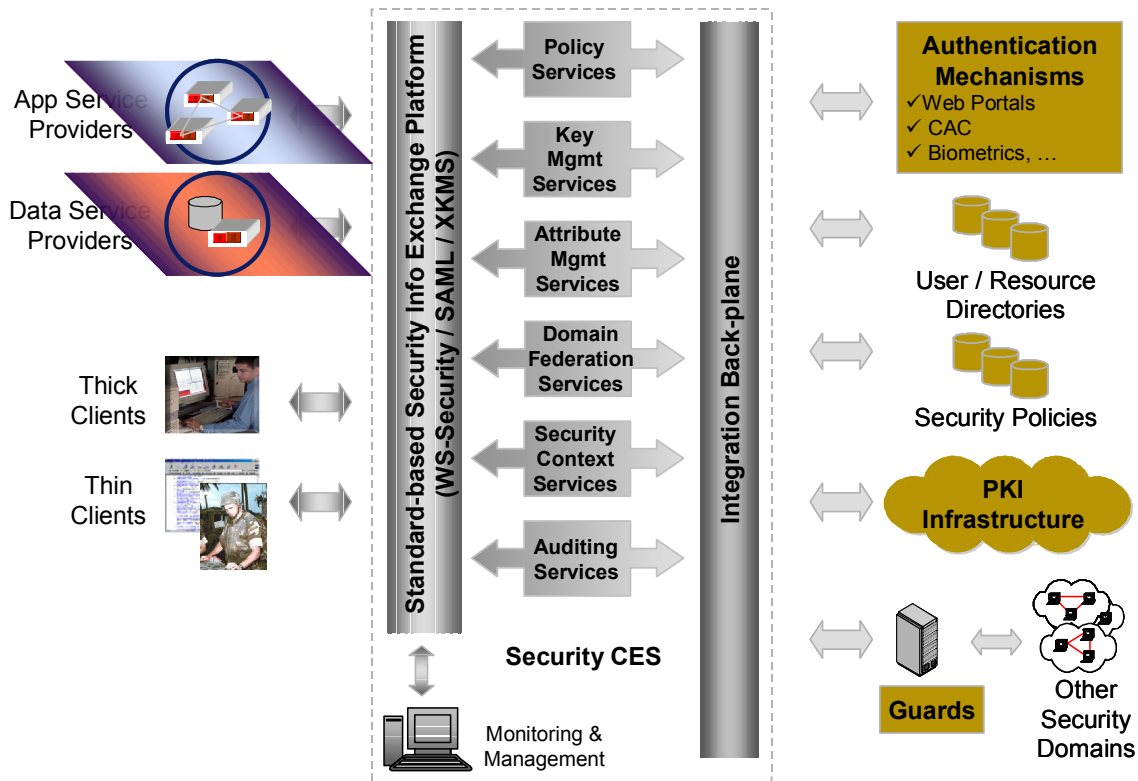 App Service
Providers
Data Service
Providers
Thick
Clients
Thin
Clients
Standard-based Security Info Exchange Platform
(WS-Security / SAML / XKMS)
Policy
Services
Key
Mgmt
Services
Attribute
Mgmt
Services
Domain
Federation
Services
Security
Context
Services
Auditing
Services
Security CES
Monitoring &
Management
Integration Back-plane
Authentication
Mechanisms
✓Web Portals
✓ CAC
✓ Biometrics, …
User / Resource
Directories
Security Policies
PKI
Infrastructure
Guards
Other
Security
Domains